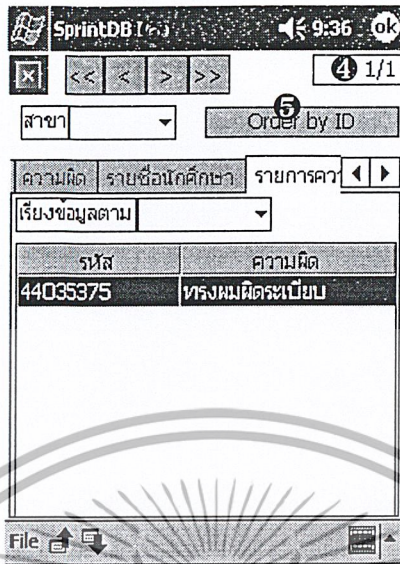 SprintDB 9:36 ok
<< < > >> ❹ 1/1
สาขา ❺ Order by ID
ความผิด รายชื่อนักศึกษา รายการควา
เรียงข้อมูลตาม
รหัส ความผิด
44035375 ทรงผมผิดระเบียบ
File